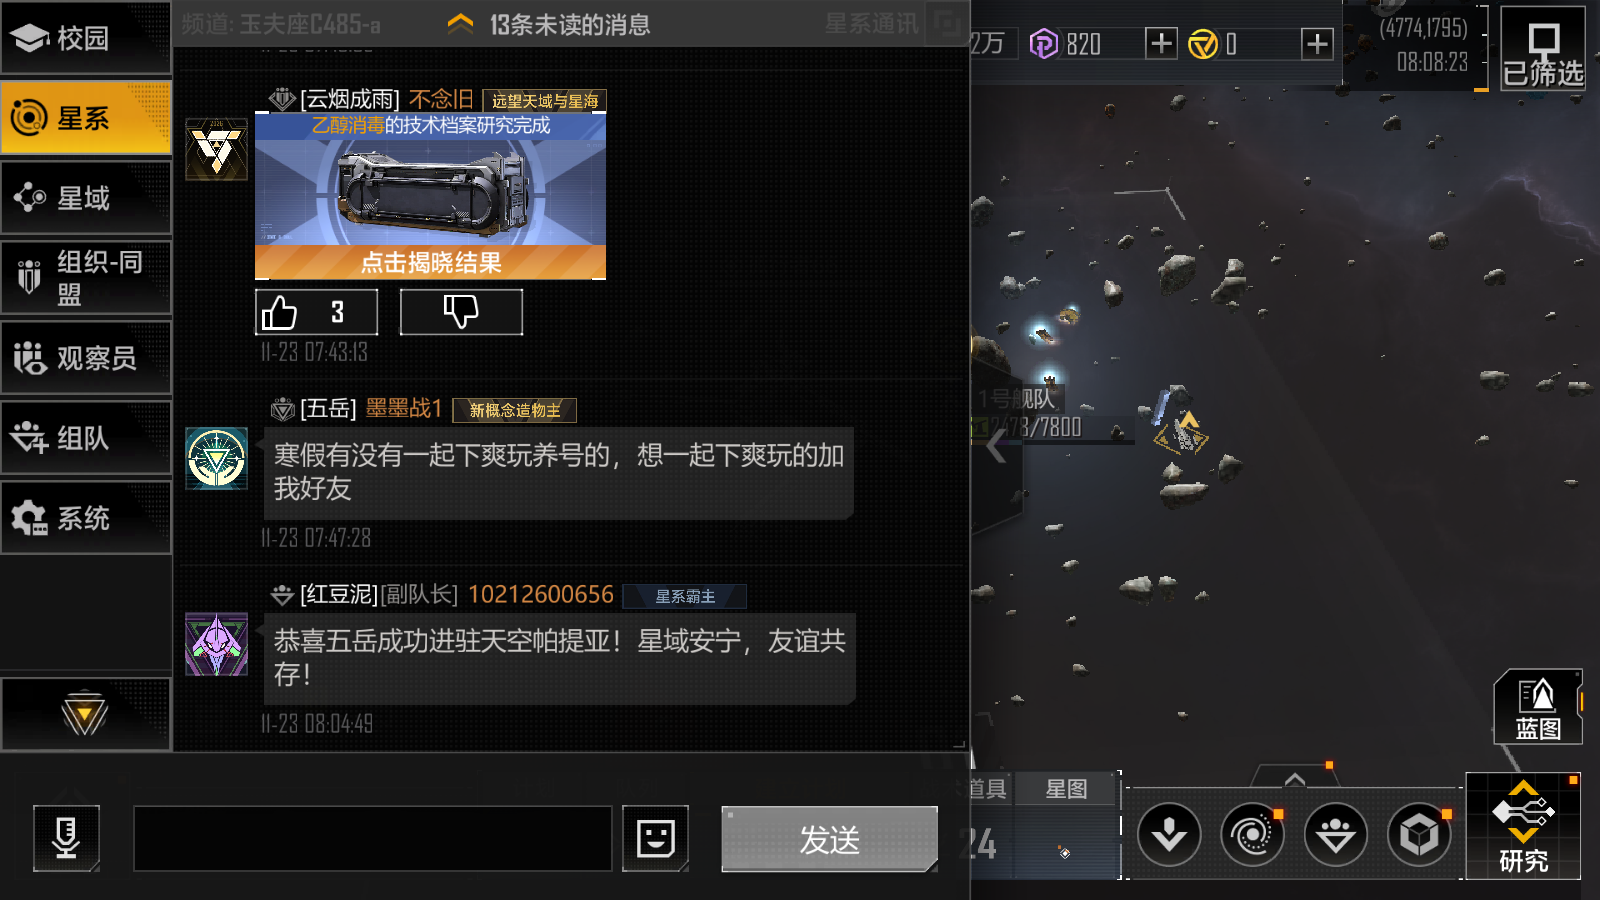 校园
星系
星域
组织-同
盟
观察员
组队
系统
频道: 玉夫座C485-a
13条未读的消息
星系通讯
[云烟成雨] 不念旧 远望天域与星海
乙醇消毒的技术档案研究完成
点击揭晓结果
3
11-23 07:43:13
[五岳] 墨墨战1 新概念造物主
寒假有没有一起下爽玩养号的，想一起下爽玩的加
我好友
11-23 07:47:28
[红豆泥][副队长] 10212600656 星系霸主
恭喜五岳成功进驻天空帕提亚！星域安宁，友谊共
存！
11-23 08:04:49
发送
2万
820
0
(4774,1795)
08:08:23
已筛选
1号舰队
/7800
蓝图
道具
星图
24
研究